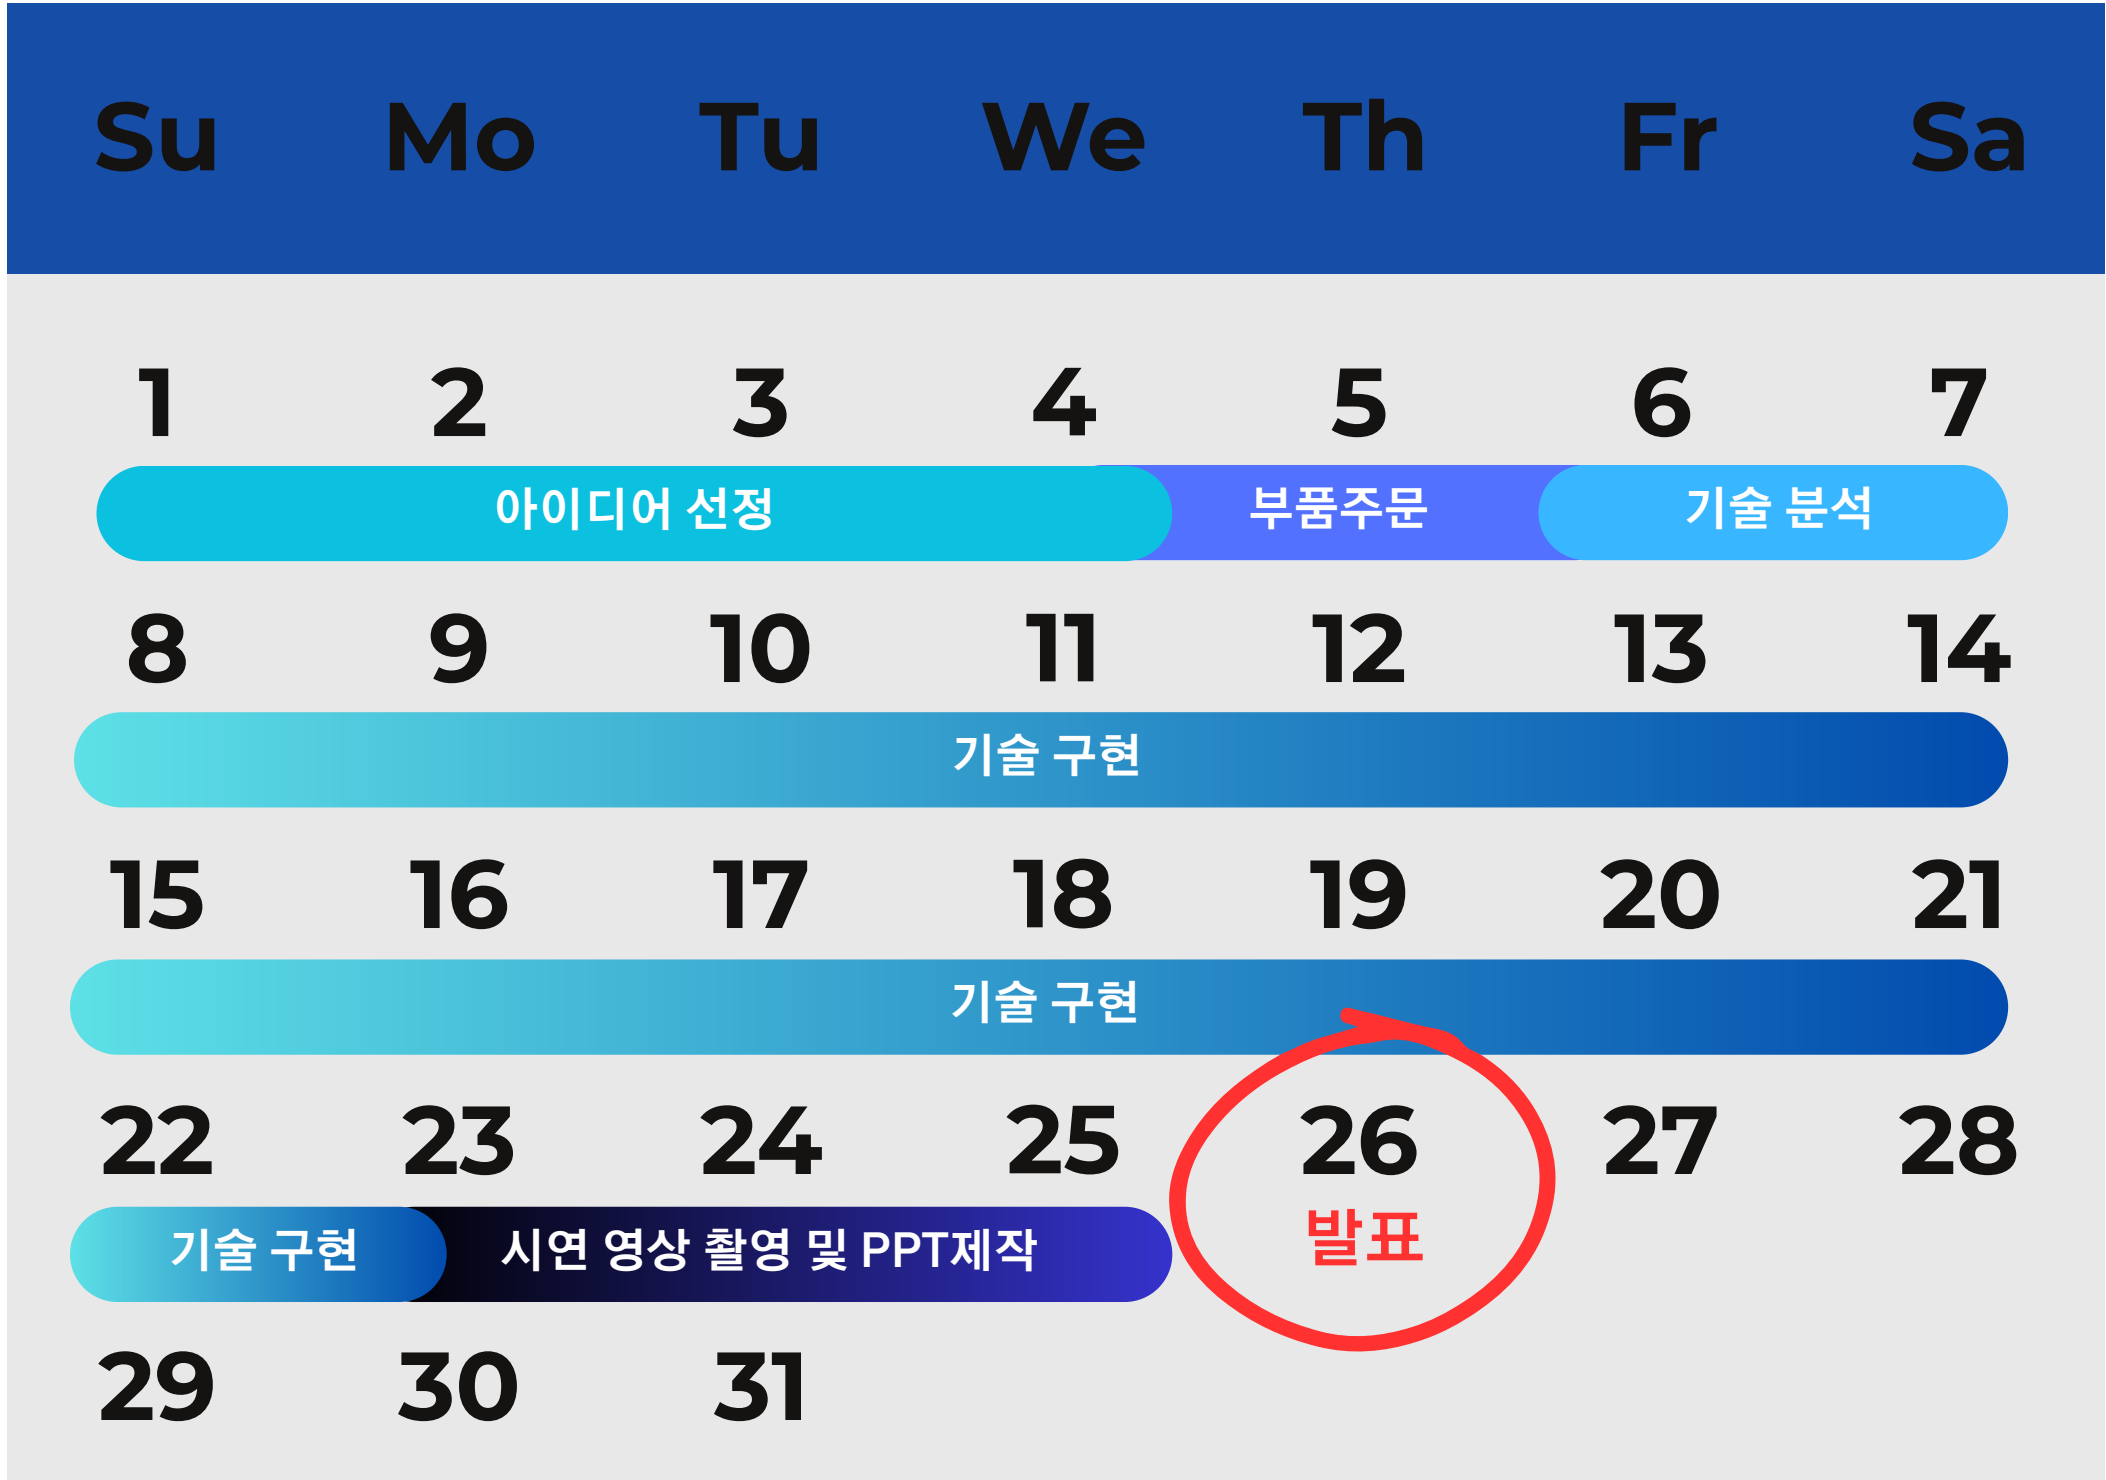 Su Mo Tu We Th Fr Sa
1 2 3 4 5 6 7
아이디어 선정 부품주문 기술 분석
8 9 10 11 12 13 14
기술 구현
15 16 17 18 19 20 21
기술 구현
22 23 24 25 26 27 28
기술 구현 시연 영상 촬영 및 PPT제작 발표
29 30 31